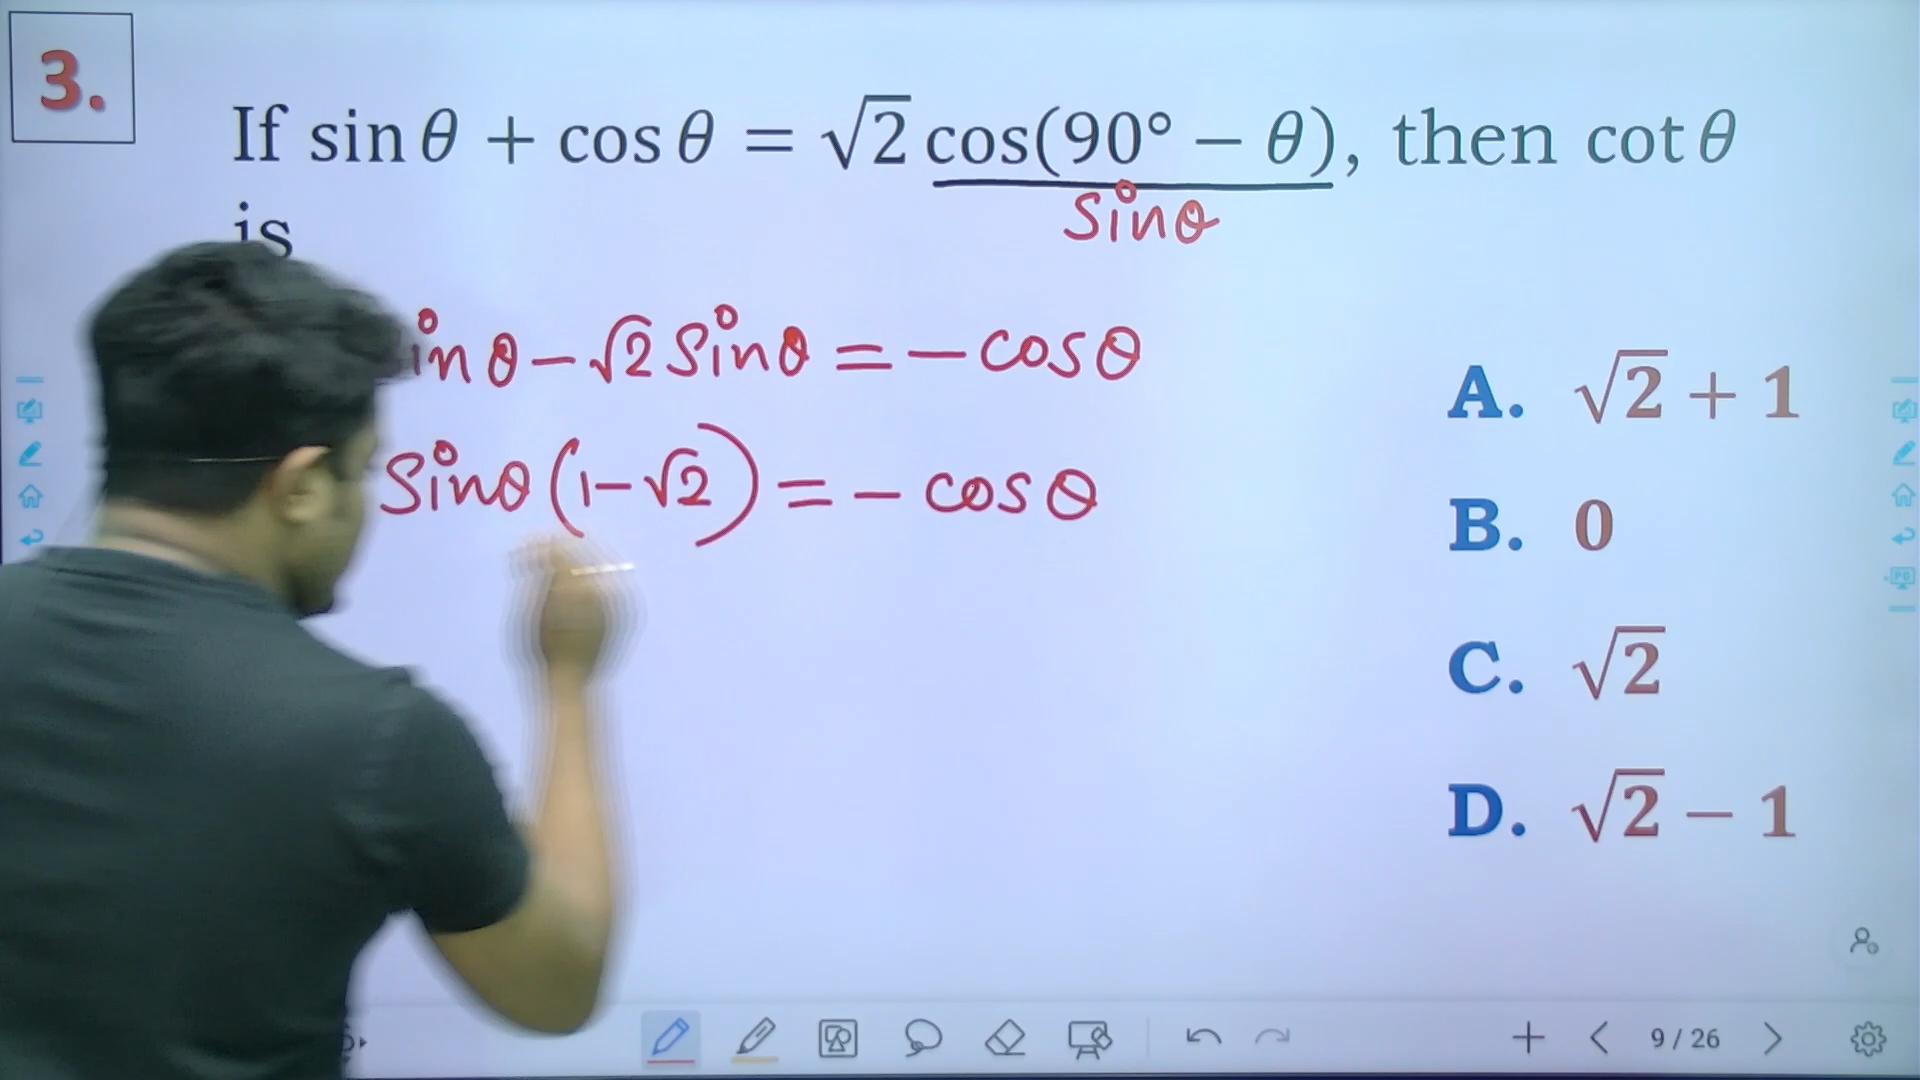 3.
If sin θ + cos θ = √2 cos(90° − θ), then cot θ
is
sinθ
inθ − √2 sinθ = − cosθ
sinθ (1 − √2) = − cosθ
A. √2 + 1
B. 0
C. √2
D. √2 − 1
9 / 26